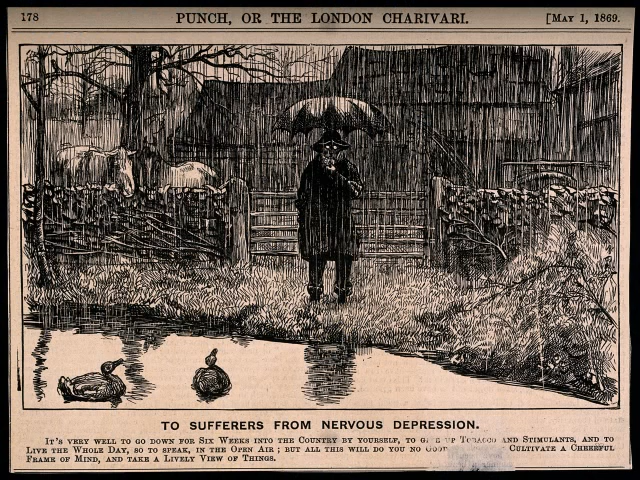 178 PUNCH, OR THE LONDON CHARIVARI. [MAY 1, 1869.
TO SUFFERERS FROM NERVOUS DEPRESSION.
IT'S VERY WELL TO GO DOWN FOR SIX WEEKS INTO THE COUNTRY BY YOURSELF, TO UP TOBACCO AND STIMULANTS, AND TO
LIVE THE WHOLE DAY, SO TO SPEAK, IN THE OPEN AIR; BUT ALL THIS WILL DO YOU NO GOOD CULTIVATE A CHEERFUL
FRAME OF MIND, AND TAKE A LIVELY VIEW OF THINGS.